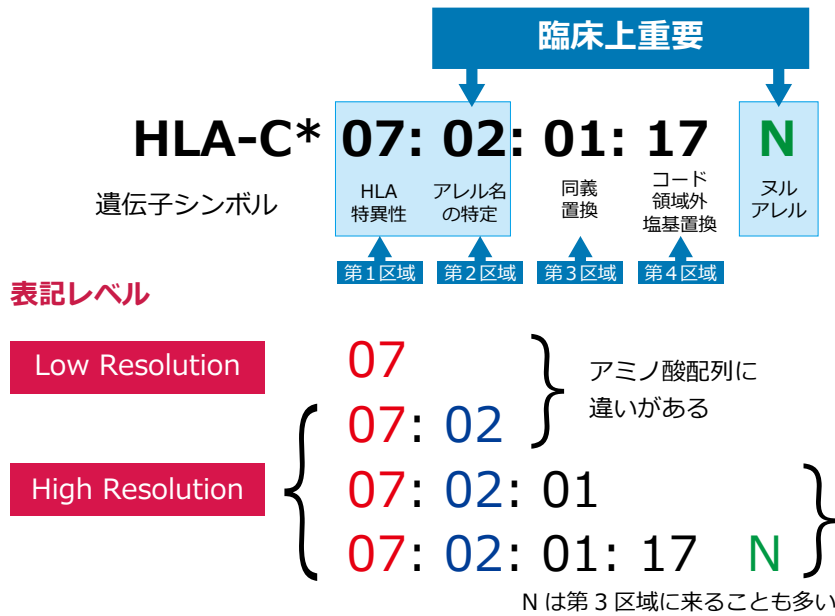 臨床上重要
HLA-C* 07: 02: 01: 17 N
遺伝子シンボル
HLA
特異性
アレル名
の特定
同義
置換
コード
領域外
塩基置換
ヌル
アレル
第1区域 第2区域 第3区域 第4区域
表記レベル
Low Resolution
07
アミノ酸配列に
違いがある
07: 02
High Resolution
07: 02: 01
07: 02: 01: 17 N
N は第 3 区域に来ることも多い